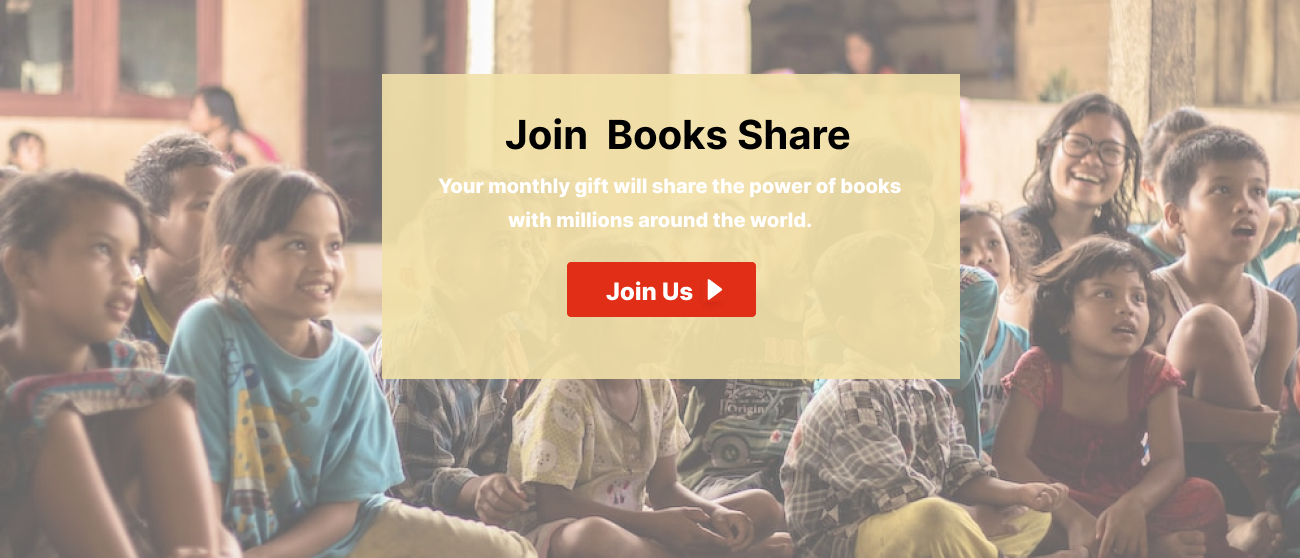 Join  Books Share
Your monthly gift will share the power of books
with millions around the world.
Join Us
Origin